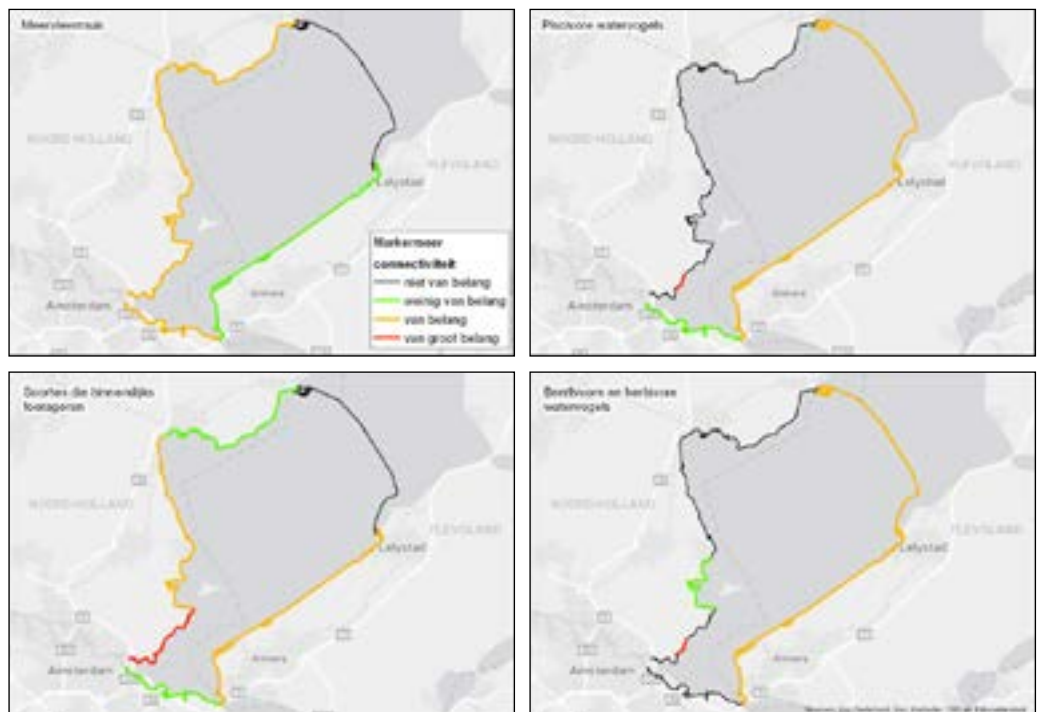 Meervleermuis
NOORD-HOLLAND
FLEVOLAND
Lelystad
Markermeer
connectiviteit
niet van belang
weinig van belang
van belang
van groot belang
Almere
Amsterdam
Piscivore watervogels
NOORD-HOLLAND
FLEVOLAND
Lelystad
Almere
Amsterdam
Soorten die binnendijks
foerageren
NOORD-HOLLAND
FLEVOLAND
Lelystad
Almere
Amsterdam
Benthivore en herbivore
watervogels
NOORD-HOLLAND
FLEVOLAND
Lelystad
Almere
Amsterdam